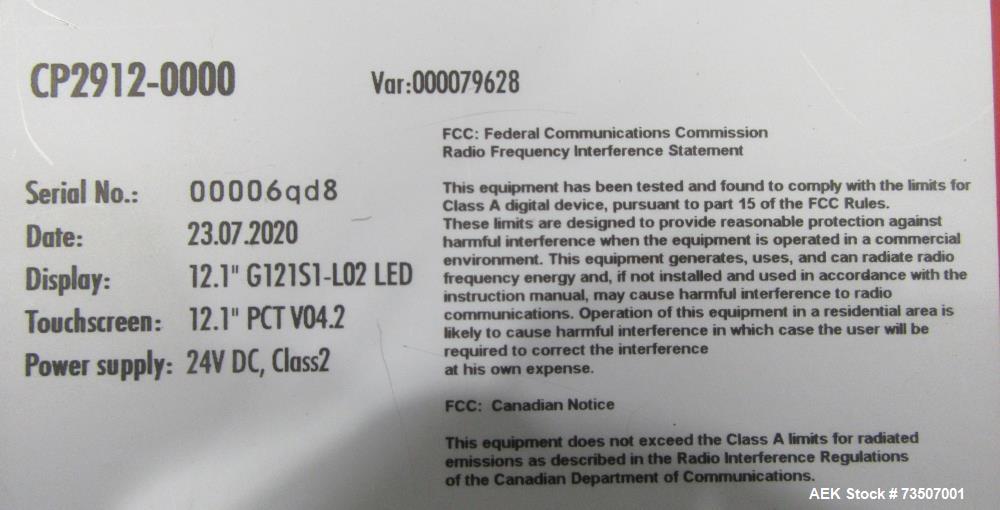 CP2912-0000 Var:000079628
FCC: Federal Communications Commission
Radio Frequency Interference Statement
Serial No.: 00006qd8
Date: 23.07.2020
Display: 12.1" G121S1-L02 LED
Touchscreen: 12.1" PCT V04.2
Power supply: 24V DC, Class2
This equipment has been tested and found to comply with the limits for
Class A digital device, pursuant to part 15 of the FCC Rules.
These limits are designed to provide reasonable protection against
harmful interference when the equipment is operated in a commercial
environment. This equipment generates, uses, and can radiate radio
frequency energy and, if not installed and used in accordance with the
instruction manual, may cause harmful interference to radio
communications. Operation of this equipment in a residential area is
likely to cause harmful interference in which case the user will be
required to correct the interference
at his own expense.
FCC: Canadian Notice
This equipment does not exceed the Class A limits for radiated
emissions as described in the Radio Interference Regulations
of the Canadian Department of Communications.
AEK Stock # 73507001